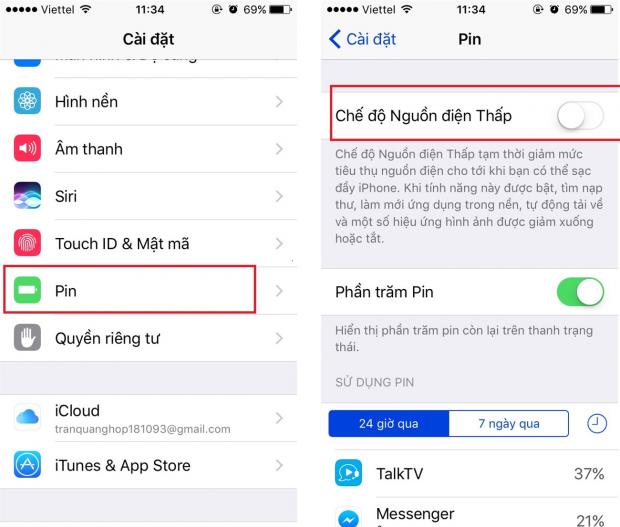 Viettel 11:34 69%
Cài đặt
Hình nền
Âm thanh
Siri
Touch ID & Mật mã
Pin
Quyền riêng tư
iCloud
tranquanghop181093@gmail.com
iTunes & App Store
Viettel 11:34 69%
Cài đặt Pin
Chế độ Nguồn điện Thấp
Chế độ Nguồn điện Thấp tạm thời giảm mức
tiêu thụ nguồn điện cho tới khi bạn có thể sạc
đầy iPhone. Khi tính năng này được bật, tìm nạp
thư, làm mới ứng dụng trong nền, tự động tải về
và một số hiệu ứng hình ảnh được giảm xuống
hoặc tắt.
Phần trăm Pin
Hiển thị phần trăm pin còn lại trên thanh trạng
thái.
SỬ DỤNG PIN
24 giờ qua 7 ngày qua
TalkTV 37%
Messenger 21%